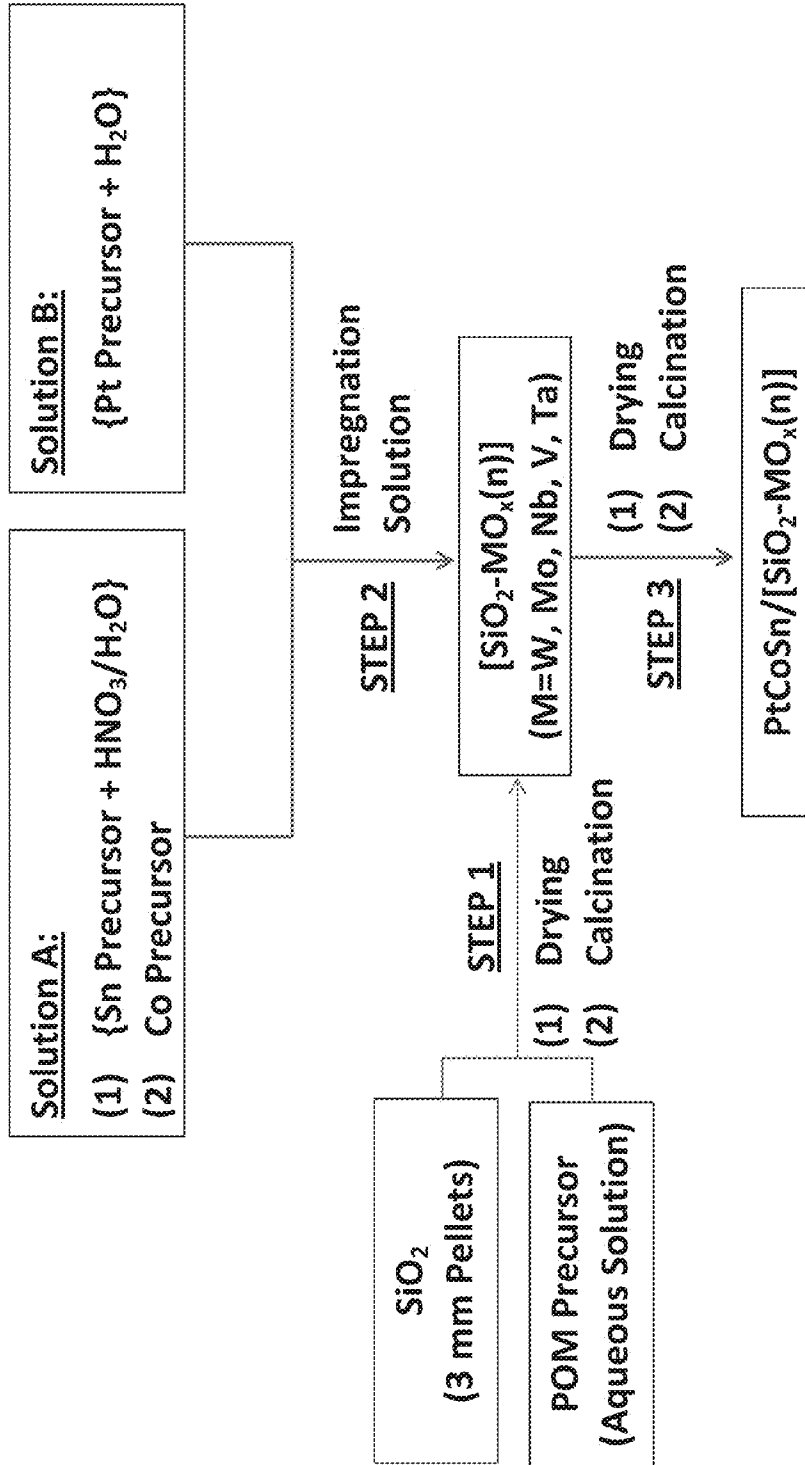 Solution A:
(1) {Sn Precursor + HNO₃/H₂O}
(2) Co Precursor
Solution B:
{Pt Precursor + H₂O}
STEP 2
Impregnation
Solution
SiO₂
(3 mm Pellets)
POM Precursor
(Aqueous Solution)
STEP 1
(1) Drying
(2) Calcination
[SiO₂-MOₓ(n)]
(M=W, Mo, Nb, V, Ta)
STEP 3
(1) Drying
(2) Calcination
PtCoSn/[SiO₂-MOₓ(n)]